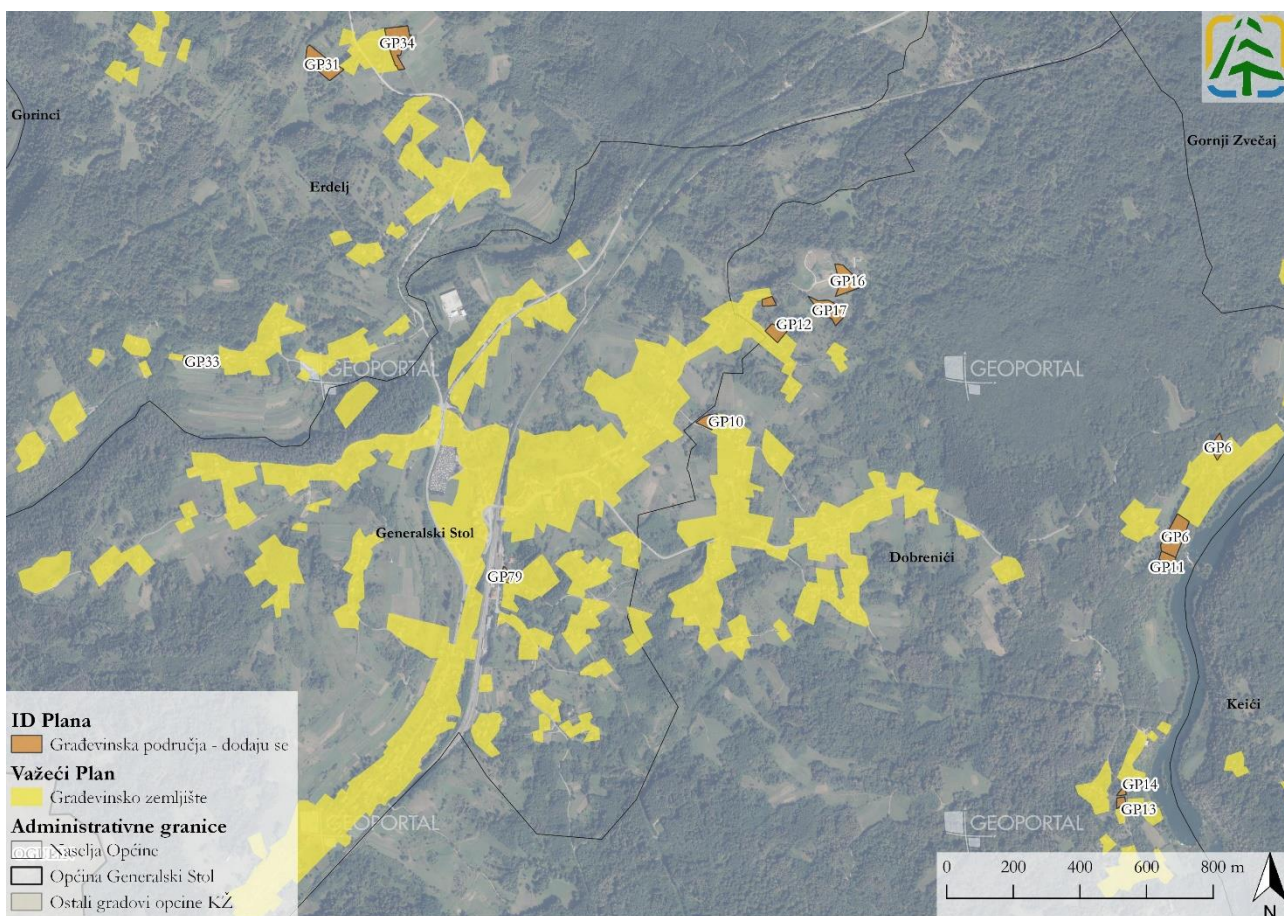 GP34
GP31
Gorinci
Gornji Zvečaj
Erdelj
GP16
GP17
GP12
GP33
GEOPORTAL
GEOPORTAL
GP10
GP6
Generalski Stol
GP6
Dobrenići
GP11
GP79
Keići
GP14
GP13
GEOPORTAL
GEOPORTAL
ID Plana
Građevinska područja - dodaju se
Važeći Plan
Građevinsko zemljište
Administrativne granice
Naselja Općine
Općina Generalski Stol
Ostali gradovi opcine KŽ
0 200 400 600 800 m
N